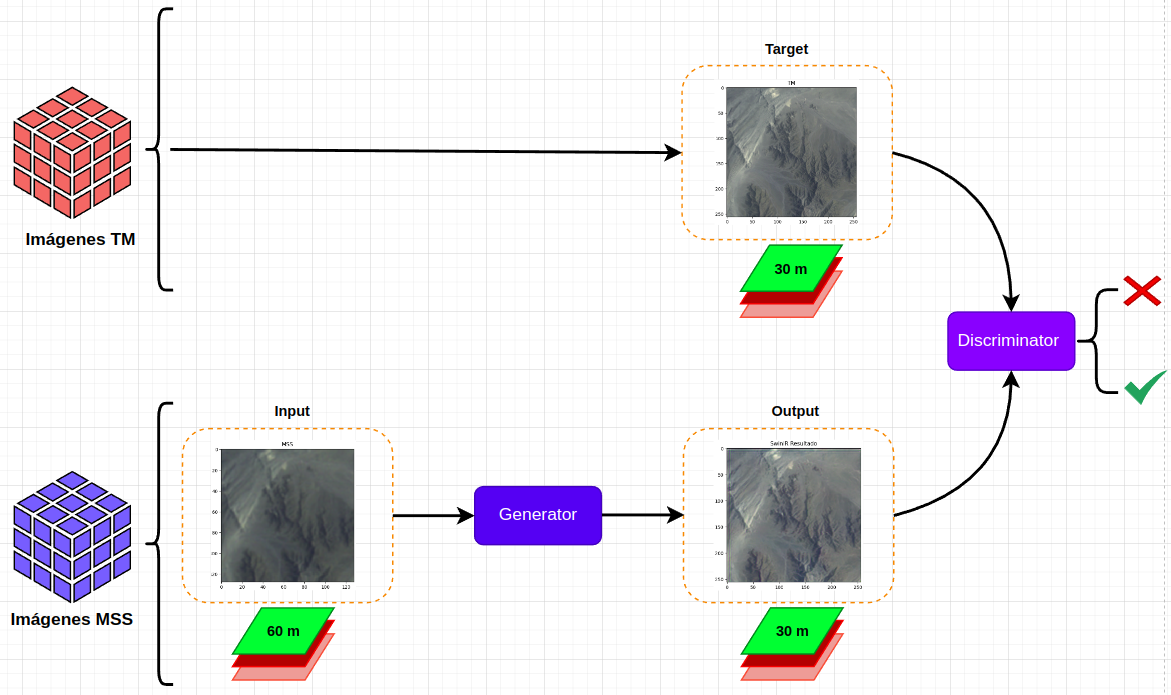 Target
TM
0
50
100
150
200
250
0 50 100 150 200 250
Imágenes TM
30 m
Discriminator
Input
Output
MSS
0
20
40
60
80
100
120
0 20 40 60 80 100 120
SwinIR Resultado
0
50
100
150
200
250
0 50 100 150 200 250
Generator
Imágenes MSS
60 m
30 m